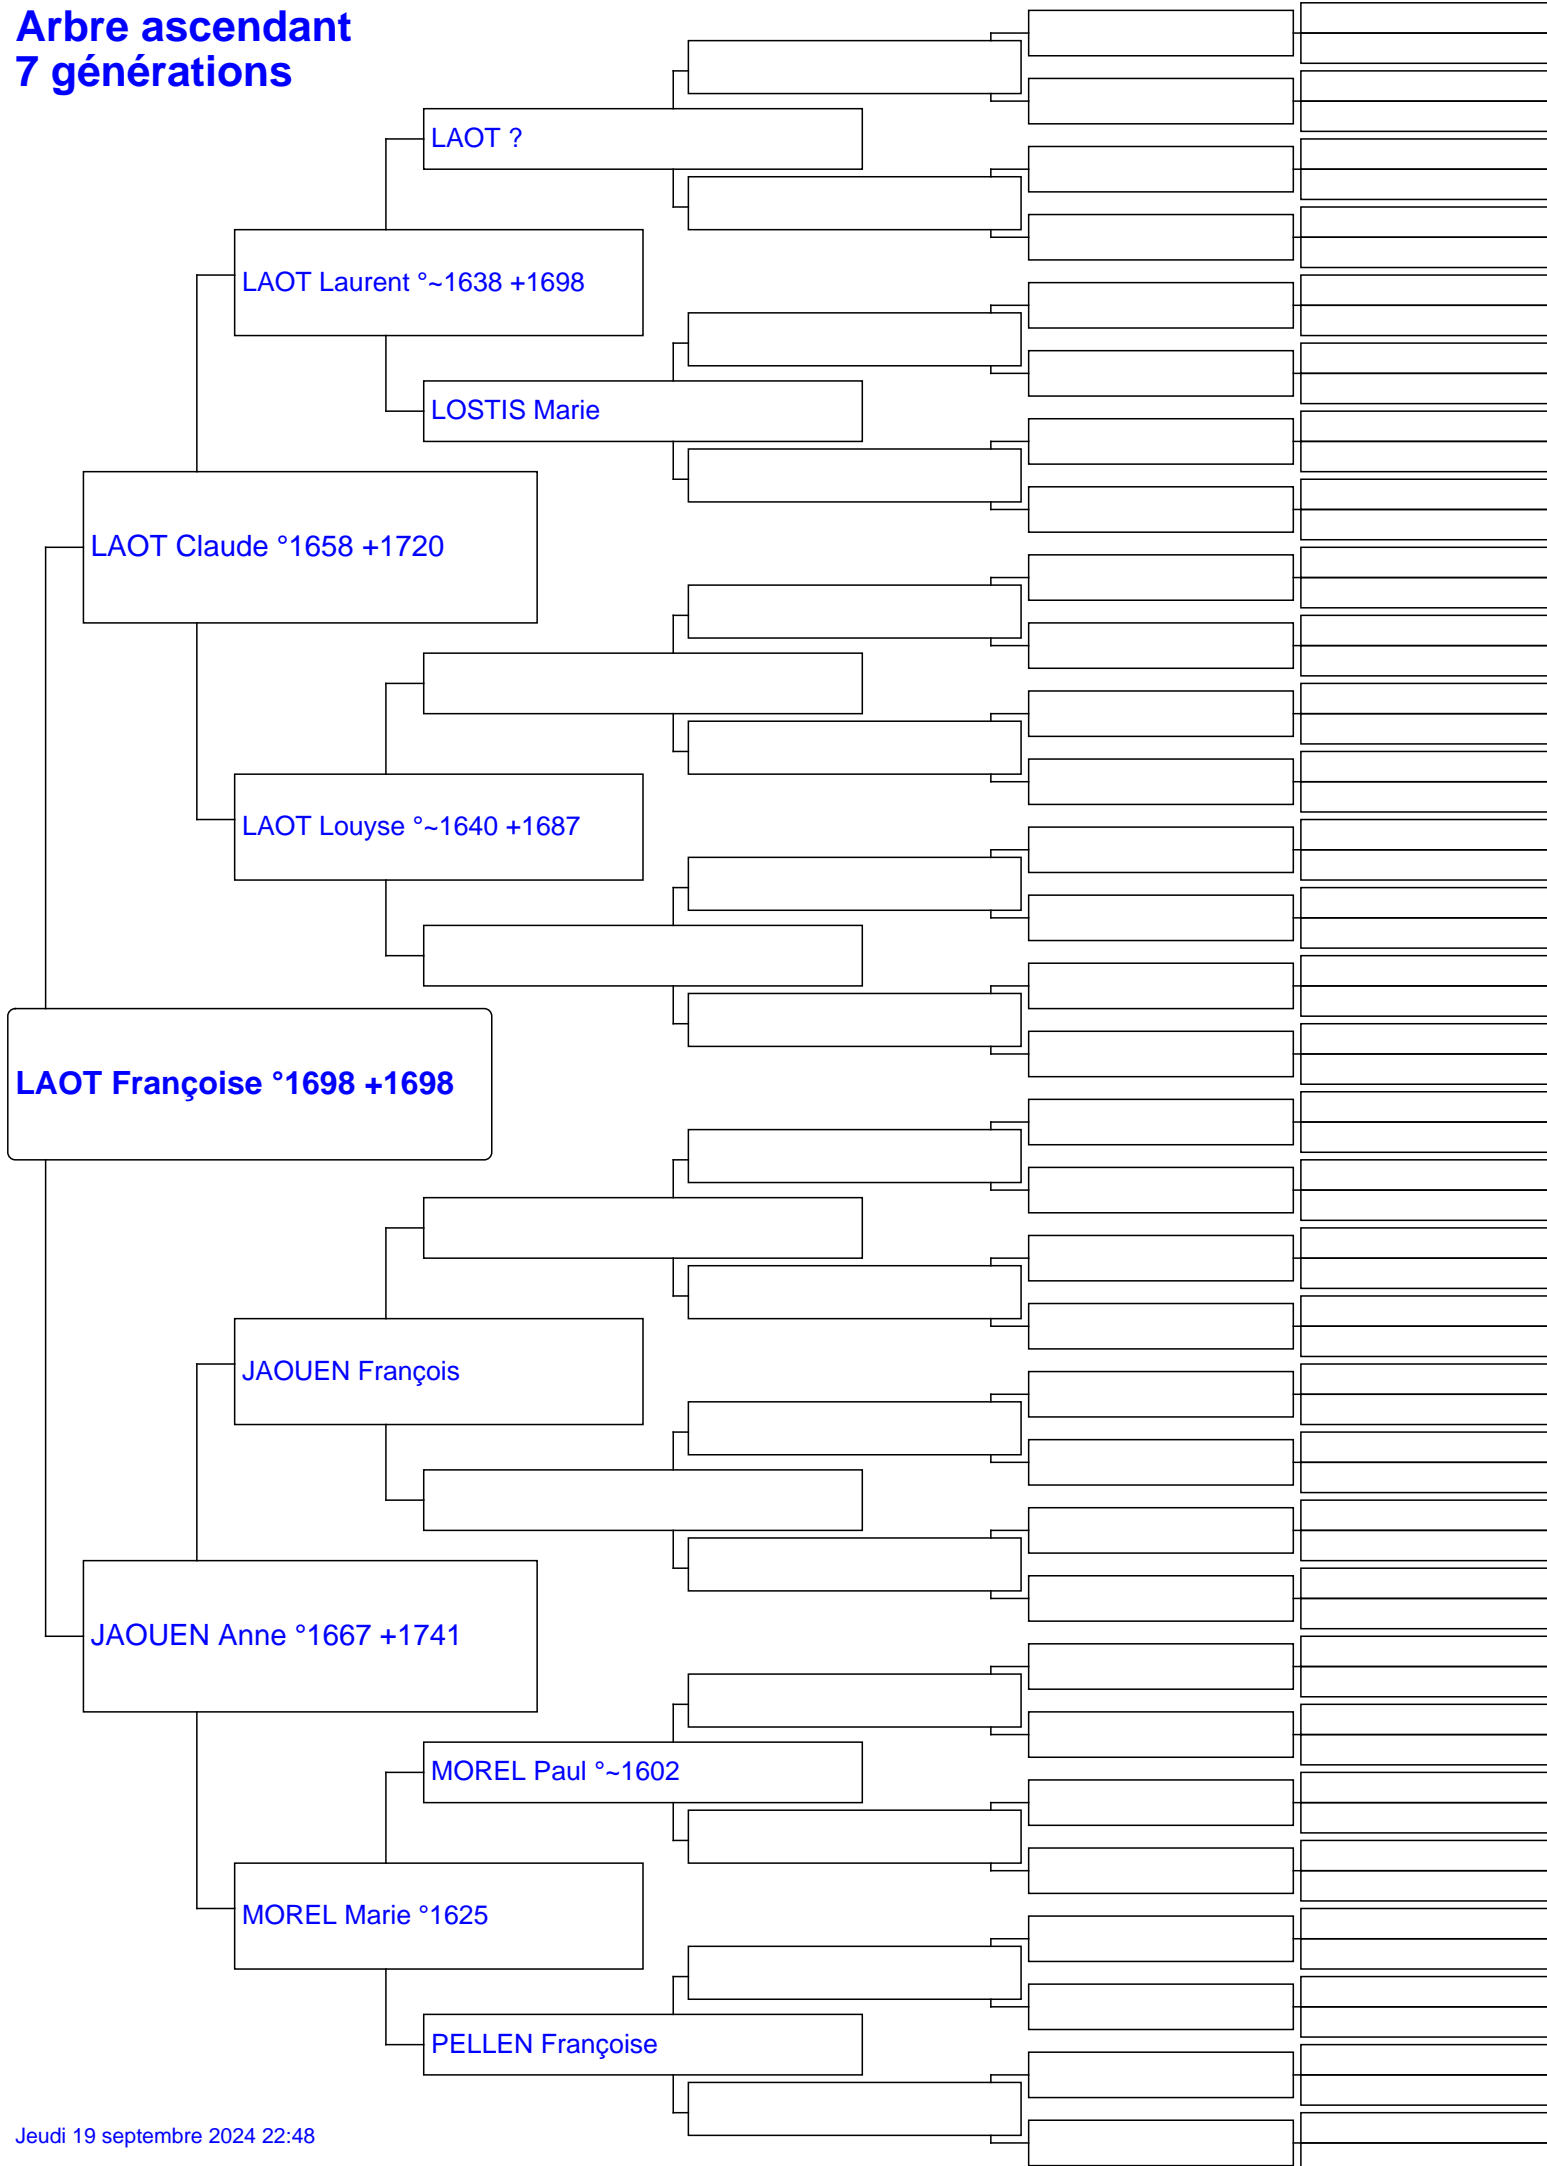 Arbre ascendant
7 générations
LAOT ?
LAOT Laurent °~1638 +1698
LOSTIS Marie
LAOT Claude °1658 +1720
LAOT Louyse °~1640 +1687
LAOT Françoise °1698 +1698
JAOUEN François
JAOUEN Anne °1667 +1741
MOREL Paul °~1602
MOREL Marie °1625
PELLEN Françoise
Jeudi 19 septembre 2024 22:48